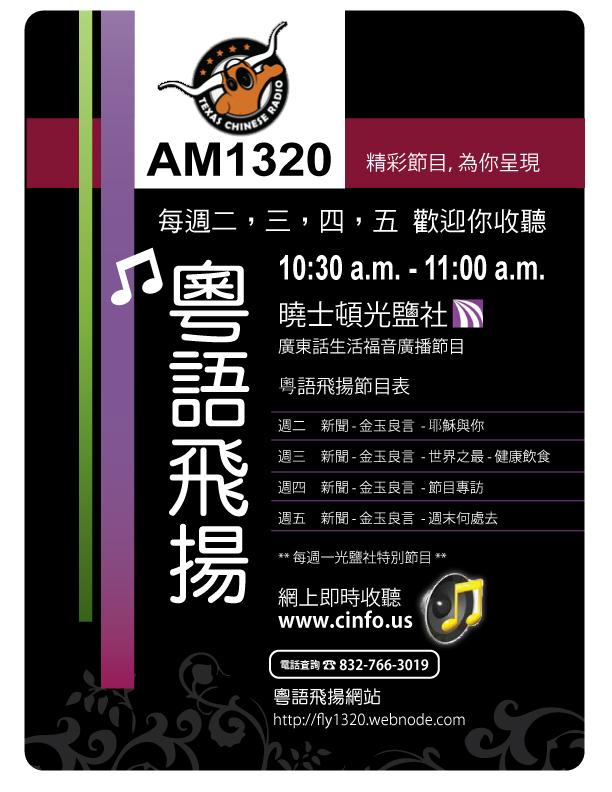 TEXAS CHINESE RADIO
AM1320
精彩節目, 為你呈現
每週二，三，四，五 歡迎你收聽
10:30 a.m. - 11:00 a.m.
粵語飛揚
曉士頓光鹽社
廣東話生活福音廣播節目
粵語飛揚節目表
週二 新聞 - 金玉良言 - 耶穌與你
週三 新聞 - 金玉良言 - 世界之最 - 健康飲食
週四 新聞 - 金玉良言 - 節目專訪
週五 新聞 - 金玉良言 - 週末何處去
** 每週一光鹽社特別節目 **
網上即時收聽
www.cinfo.us
電話查詢 ☎ 832-766-3019
粵語飛揚網站
http://fly1320.webnode.com